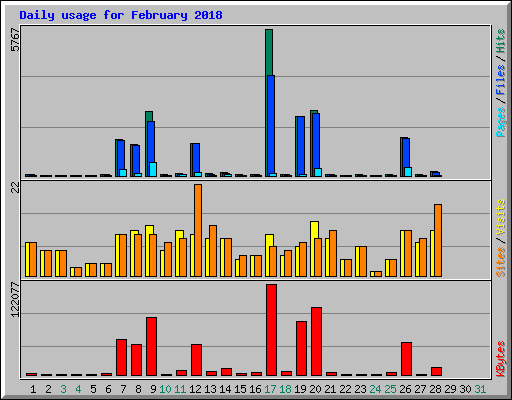 Daily usage for February 2018
5767
Pages / Files / Hits
22
Sites / Visits
122077
KBytes
1 2 3 4 5 6 7 8 9 10 11 12 13 14 15 16 17 18 19 20 21 22 23 24 25 26 27 28 29 30 31